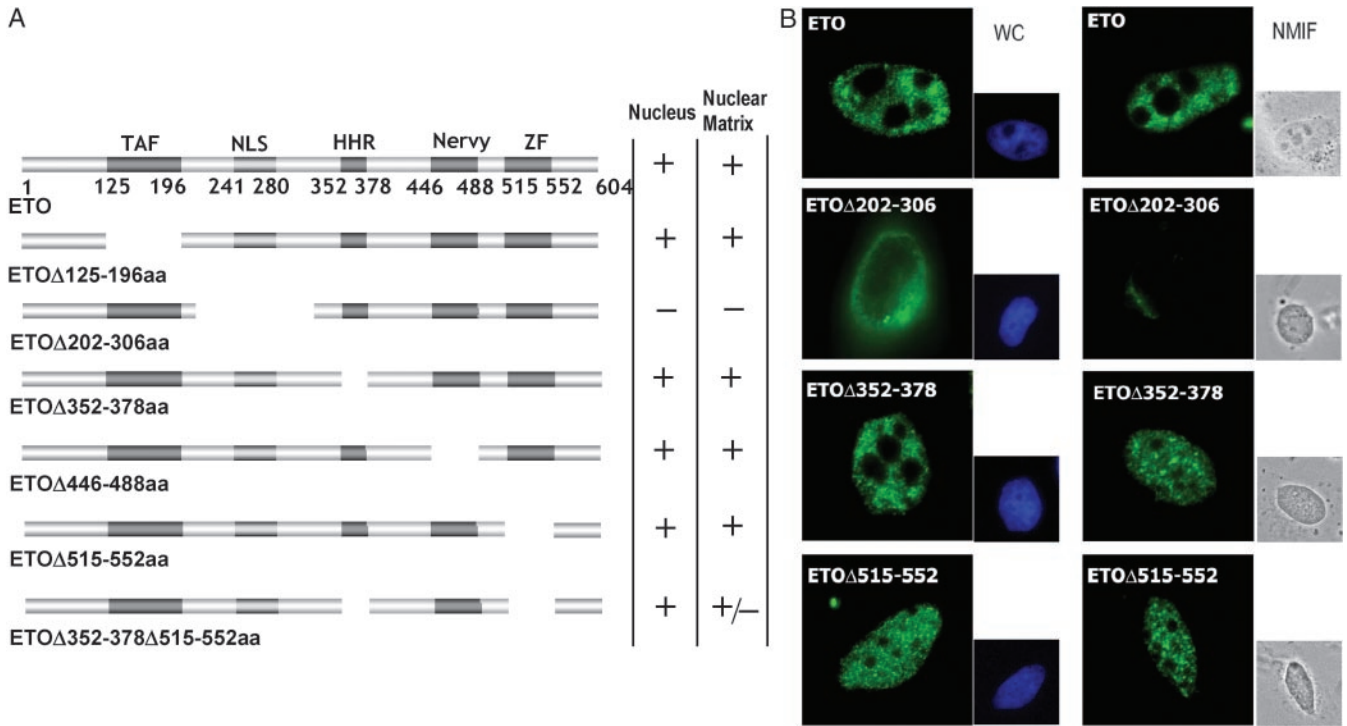 A
Nucleus
Nuclear
Matrix
TAF NLS HHR Nervy ZF
1 125 196 241 280 352 378 446 488 515 552 604
+ +
ETO
+ +
ETOΔ125-196aa
− −
ETOΔ202-306aa
+ +
ETOΔ352-378aa
+ +
ETOΔ446-488aa
+ +
ETOΔ515-552aa
+ +/−
ETOΔ352-378Δ515-552aa
B
ETO WC ETO NMIF
ETOΔ202-306 ETOΔ202-306
ETOΔ352-378 ETOΔ352-378
ETOΔ515-552 ETOΔ515-552